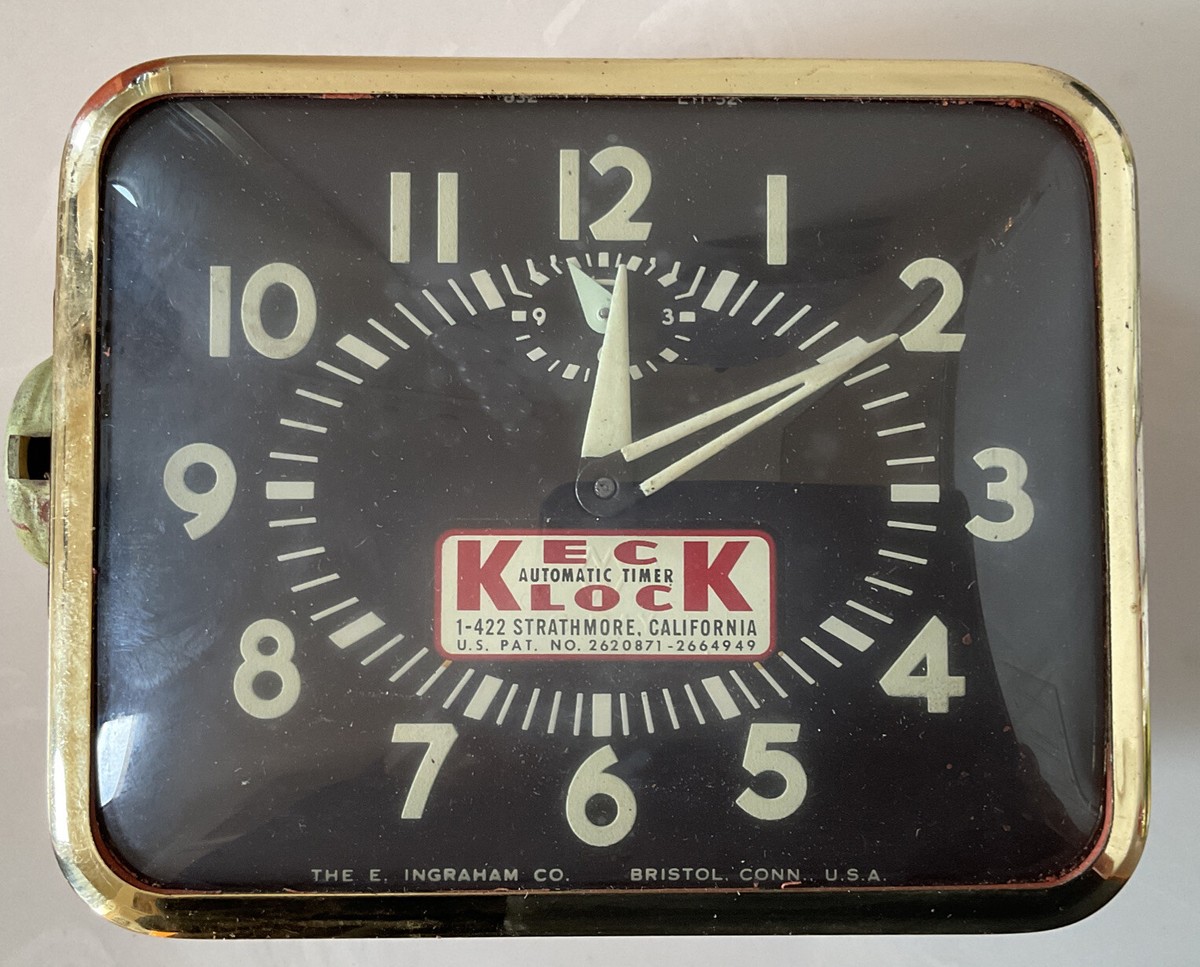 12
11 1
10 2
9 3
9 3
8 4
7 5
6
KECK
AUTOMATIC TIMER
KLOCK
1-422 STRATHMORE, CALIFORNIA
U.S. PAT. NO. 2620871-2664949
THE E. INGRAHAM CO. BRISTOL, CONN., U.S.A.